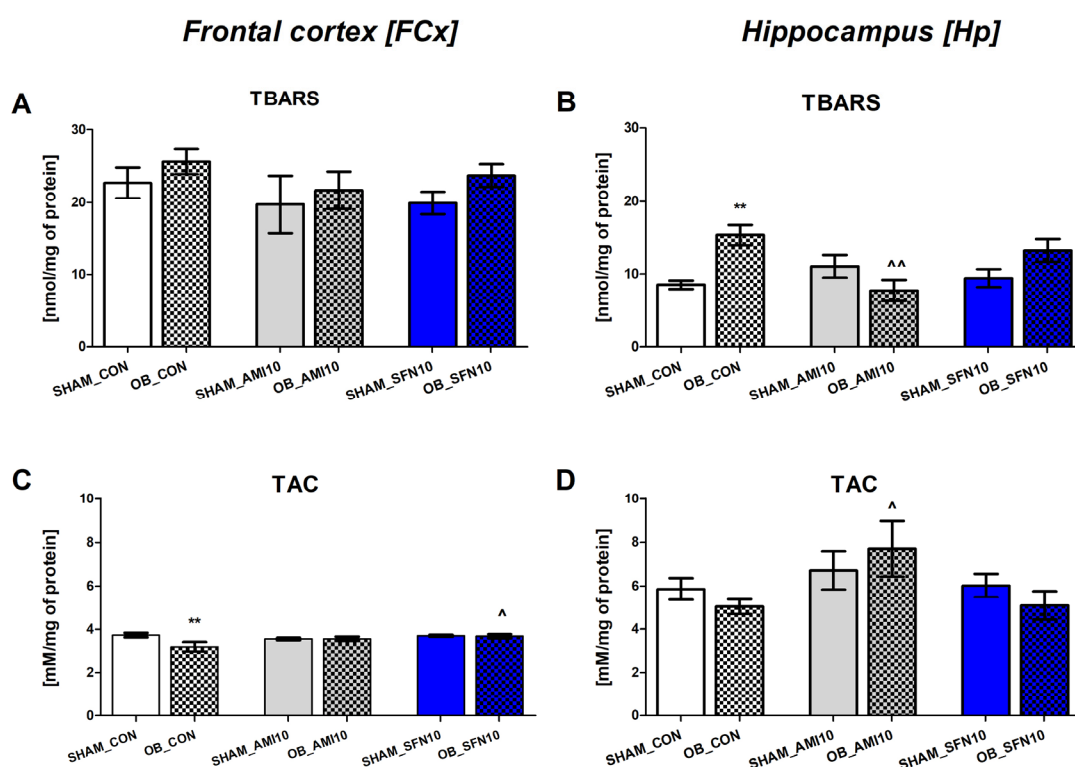 Frontal cortex [FCx]
Hippocampus [Hp]
A
TBARS
[nmol/mg of protein]
30
20
10
0
SHAM_CON
OB_CON
SHAM_AMI10
OB_AMI10
SHAM_SFN10
OB_SFN10
B
TBARS
[nmol/mg of protein]
30
20
10
0
**
^^
SHAM_CON
OB_CON
SHAM_AMI10
OB_AMI10
SHAM_SFN10
OB_SFN10
C
TAC
[mM/mg of protein]
10
8
6
4
2
0
**
^
SHAM_CON
OB_CON
SHAM_AMI10
OB_AMI10
SHAM_SFN10
OB_SFN10
D
TAC
[mM/mg of protein]
10
8
6
4
2
0
^
SHAM_CON
OB_CON
SHAM_AMI10
OB_AMI10
SHAM_SFN10
OB_SFN10